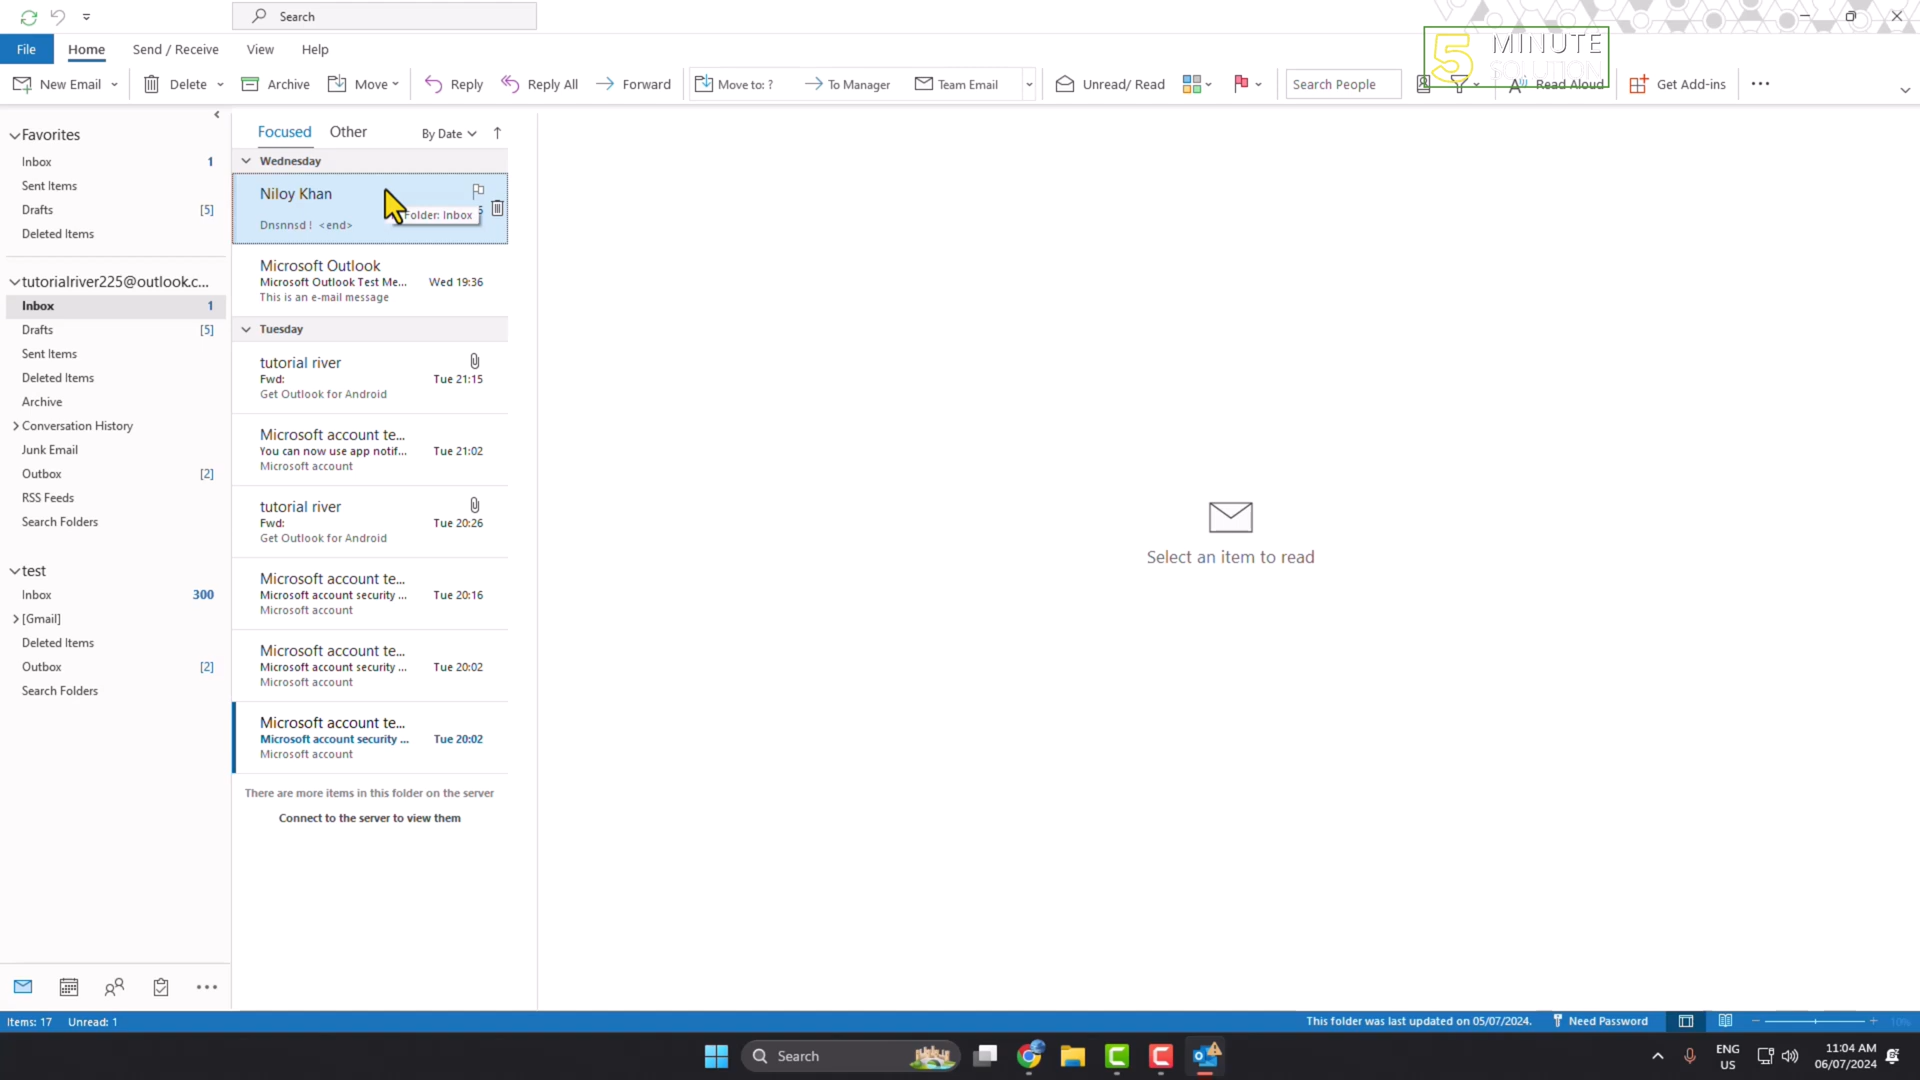 Search
File Home Send / Receive View Help
5 MINUTE
SOLUTION
New Email Delete Archive Move Reply Reply All Forward Move to: ? To Manager Team Email Unread/ Read Search People Read Aloud Get Add-ins
Favorites
Inbox 1
Sent Items
Drafts [5]
Deleted Items
tutorialriver225@outlook.c...
Inbox 1
Drafts [5]
Sent Items
Deleted Items
Archive
Conversation History
Junk Email
Outbox [2]
RSS Feeds
Search Folders
test
Inbox 300
[Gmail]
Deleted Items
Outbox [2]
Search Folders
Focused Other By Date
Wednesday
Niloy Khan
Folder: Inbox
Dnsnnsd ! <end>
Microsoft Outlook
Microsoft Outlook Test Me... Wed 19:36
This is an e-mail message
Tuesday
tutorial river
Fwd: Tue 21:15
Get Outlook for Android
Microsoft account te...
You can now use app notif... Tue 21:02
Microsoft account
tutorial river
Fwd: Tue 20:26
Get Outlook for Android
Microsoft account te...
Microsoft account security ... Tue 20:16
Microsoft account
Microsoft account te...
Microsoft account security ... Tue 20:02
Microsoft account
Microsoft account te...
Microsoft account security ... Tue 20:02
Microsoft account
There are more items in this folder on the server
Connect to the server to view them
Select an item to read
Items: 17 Unread: 1
This folder was last updated on 05/07/2024. Need Password
Search
ENG
US
11:04 AM
06/07/2024